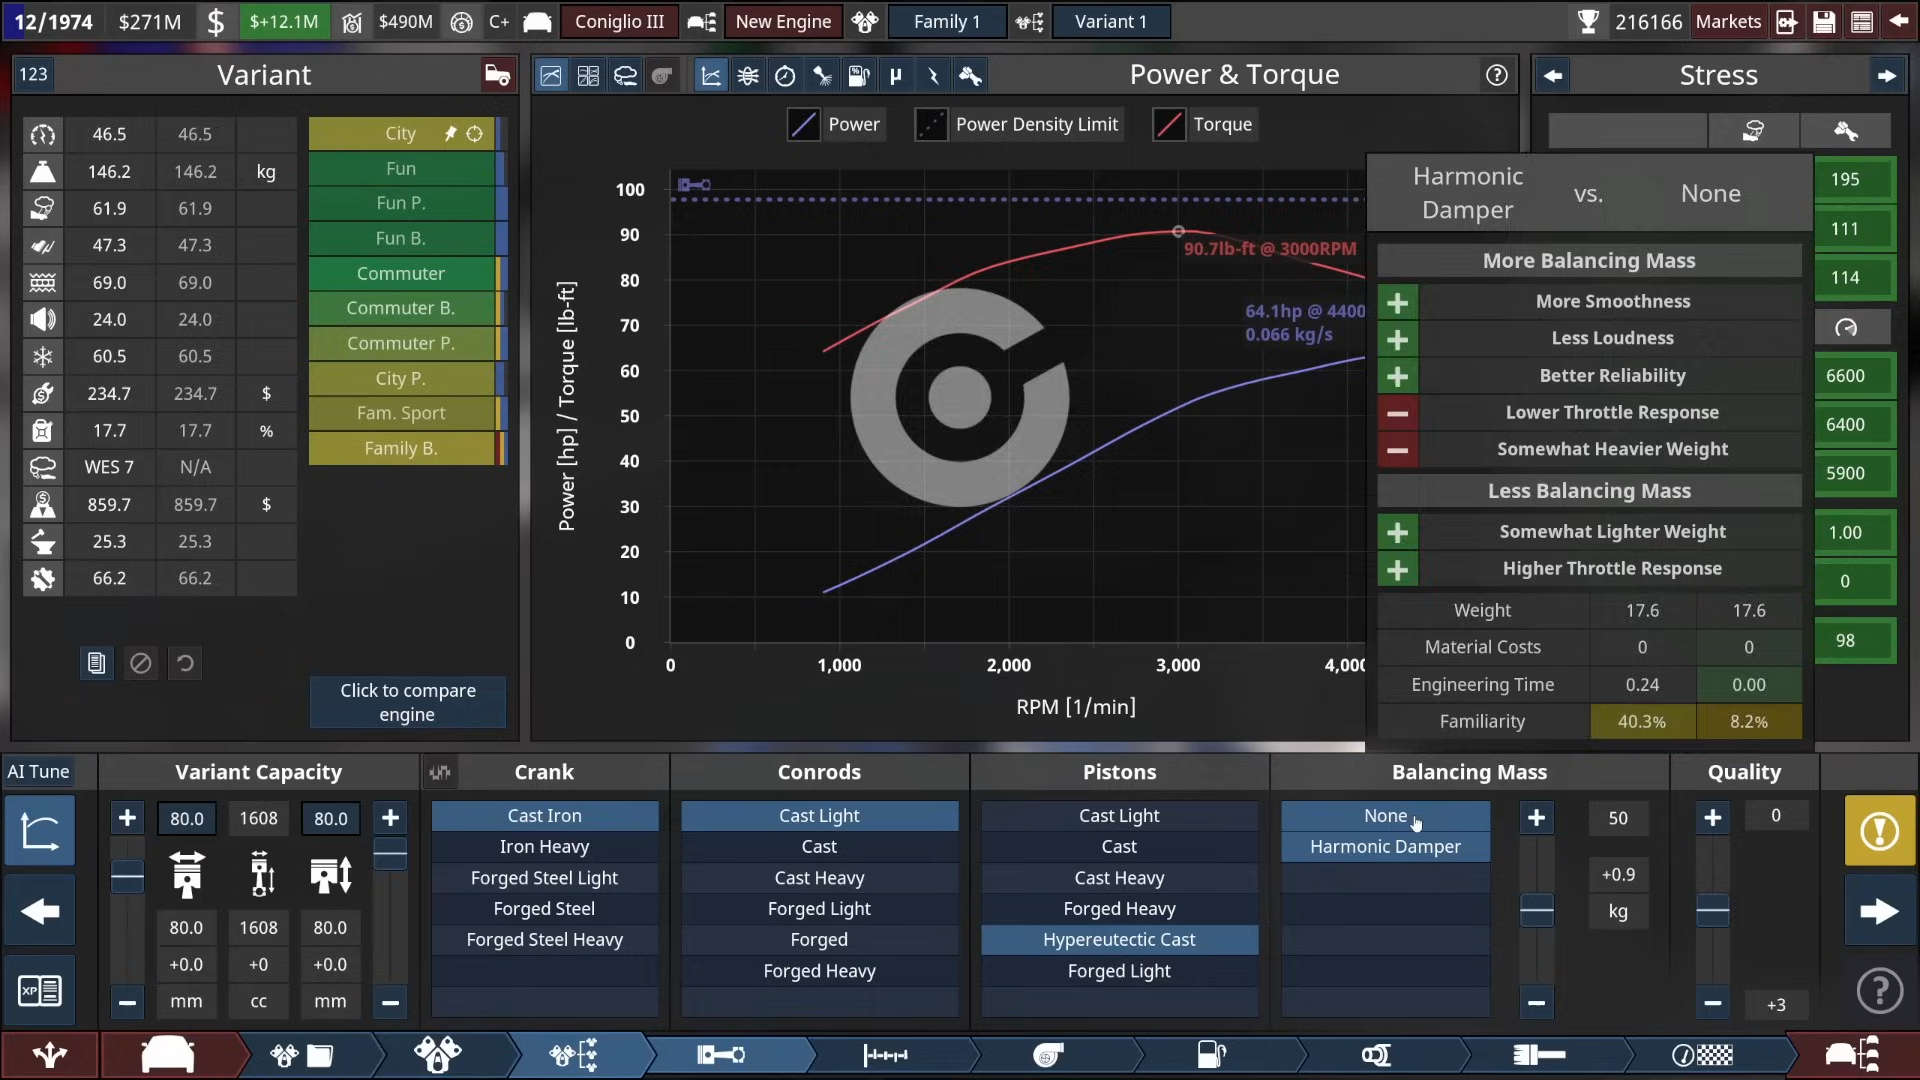 12/1974 $271M $+12.1M $490M C+ Coniglio III New Engine Family 1 Variant 1 216166 Markets
123 Variant
46.5 46.5
146.2 146.2 kg
61.9 61.9
47.3 47.3
69.0 69.0
24.0 24.0
60.5 60.5
234.7 234.7 $
17.7 17.7 %
WES 7 N/A
859.7 859.7 $
25.3 25.3
66.2 66.2
City
Fun
Fun P.
Fun B.
Commuter
Commuter B.
Commuter P.
City P.
Fam. Sport
Family B.
Click to compare
engine
µ Power & Torque ?
Power Power Density Limit Torque
Power [hp] / Torque [lb-ft]
100
90
80
70
60
50
40
30
20
10
0
90.7lb-ft @ 3000RPM
64.1hp @ 4400
0.066 kg/s
0 1,000 2,000 3,000 4,000
RPM [1/min]
Stress
195
111
114
6600
6400
5900
1.00
0
98
Harmonic
Damper vs. None
More Balancing Mass
+ More Smoothness
+ Less Loudness
+ Better Reliability
− Lower Throttle Response
− Somewhat Heavier Weight
Less Balancing Mass
+ Somewhat Lighter Weight
+ Higher Throttle Response
Weight 17.6 17.6
Material Costs 0 0
Engineering Time 0.24 0.00
Familiarity 40.3% 8.2%
AI Tune
XP
Variant Capacity
+ 80.0 1608 80.0 +
80.0 1608 80.0
+0.0 +0 +0.0
− mm cc mm −
Crank
Cast Iron
Iron Heavy
Forged Steel Light
Forged Steel
Forged Steel Heavy
Conrods
Cast Light
Cast
Cast Heavy
Forged Light
Forged
Forged Heavy
Pistons
Cast Light
Cast
Cast Heavy
Forged Heavy
Hypereutectic Cast
Forged Light
Balancing Mass
None
Harmonic Damper
+ 50
+0.9
kg
−
Quality
+ 0
− +3
!
?